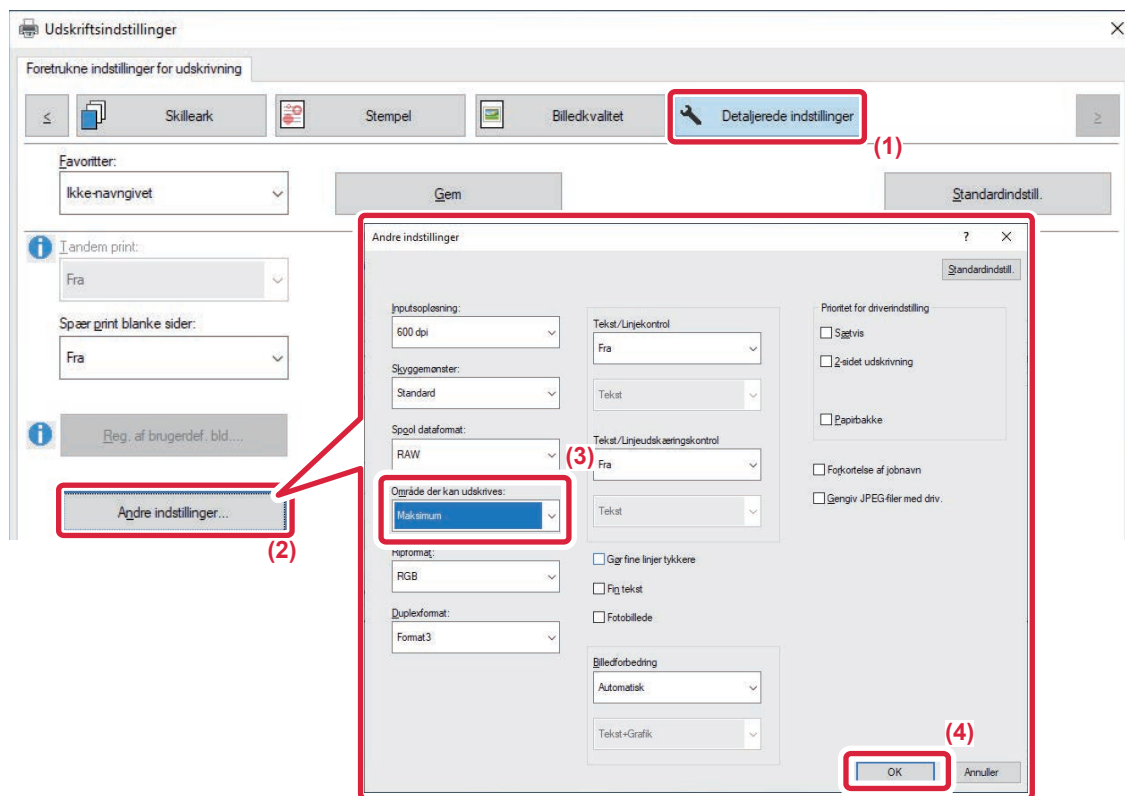 Udskriftsindstillinger
Foretrukne indstillinger for udskrivning
<
Skilleark
Stempel
Billedkvalitet
Detaljerede indstillinger
>
(1)
Favoritter:
Ikke-navngivet
Gem
Standardindstill.
Tandem print:
Fra
Spær print blanke sider:
Fra
Reg. af brugerdef. bld....
Andre indstillinger...
(2)
Andre indstillinger
?
Standardindstill.
Inputsopløsning:
600 dpi
Skyggemønster:
Standard
Spool dataformat:
RAW
(3)
Område der kan udskrives:
Maksimum
Ripformat:
RGB
Duplexformat:
Format3
Tekst/Linjekontrol
Fra
Tekst
Tekst/Linjeudskæringskontrol
Fra
Tekst
Gør fine linjer tykkere
Fin tekst
Fotobillede
Billedforbedring
Automatisk
Tekst+Grafik
Prioritet for driverindstilling
Sætvis
2-sidet udskrivning
Papirbakke
Forkortelse af jobnavn
Gengiv JPEG-filer med driv.
(4)
OK
Annuller